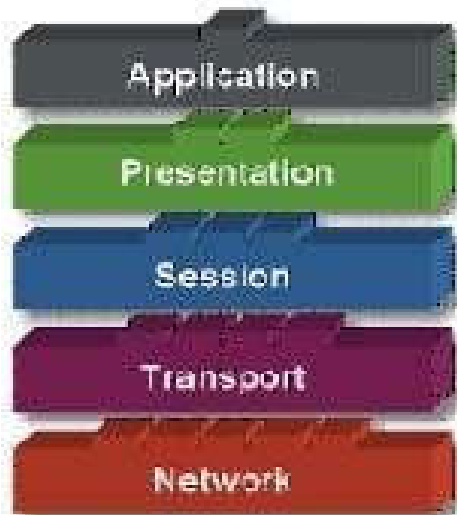 Application
Presentation
Session
Transport
Network